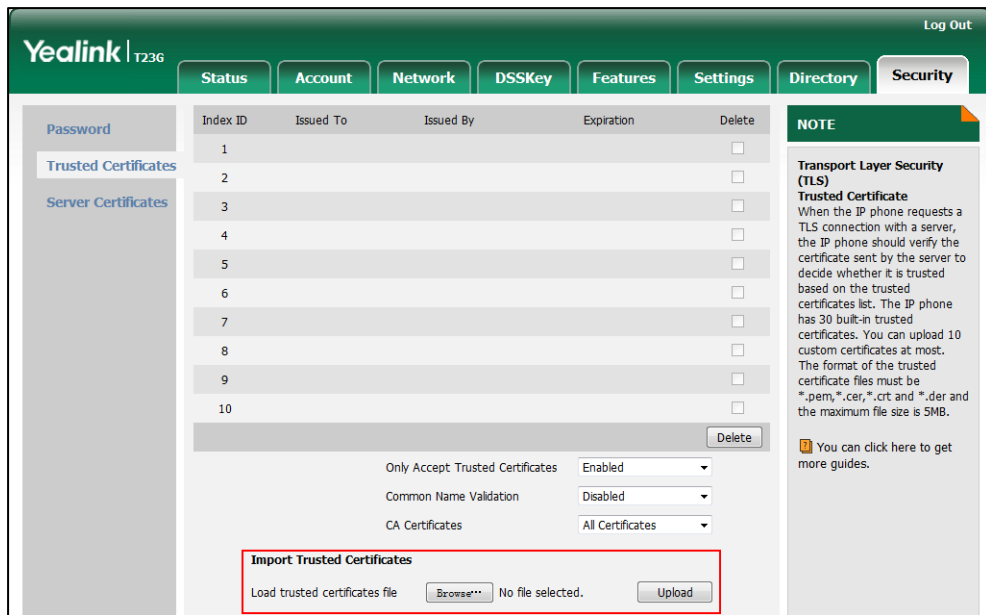 Log Out
Yealink T23G
Status Account Network DSSKey Features Settings Directory Security
Password
Trusted Certificates
Server Certificates
Index ID Issued To Issued By Expiration Delete
1
2
3
4
5
6
7
8
9
10
Delete
Only Accept Trusted Certificates Enabled
Common Name Validation Disabled
CA Certificates All Certificates
Import Trusted Certificates
Load trusted certificates file Browse... No file selected. Upload
NOTE
Transport Layer Security
(TLS)
Trusted Certificate
When the IP phone requests a
TLS connection with a server,
the IP phone should verify the
certificate sent by the server to
decide whether it is trusted
based on the trusted
certificates list. The IP phone
has 30 built-in trusted
certificates. You can upload 10
custom certificates at most.
The format of the trusted
certificate files must be
*.pem,*.cer,*.crt and *.der and
the maximum file size is 5MB.
You can click here to get
more guides.